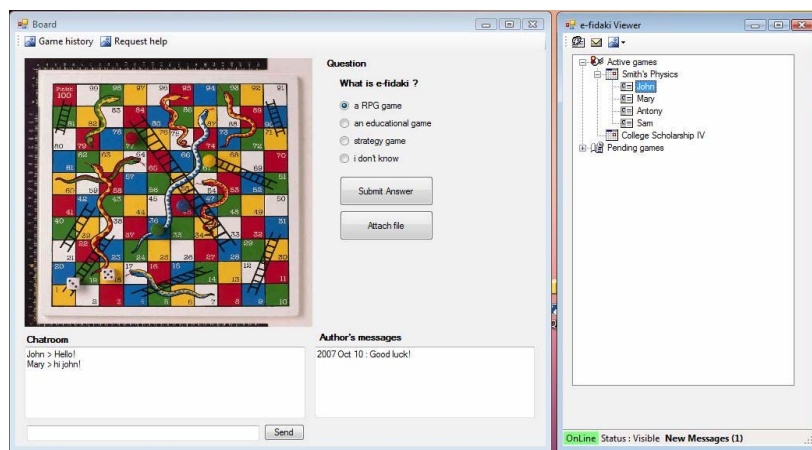 Board
Game history Request help
Question
What is e-fidaki ?
a RPG game
an educational game
strategy game
i don't know
Submit Answer
Attach file
FINISH
100
Chatroom
John > Hello!
Mary > hi john!
Send
Author's messages
2007 Oct 10 : Good luck!
e-fidaki Viewer
Active games
Smith's Physics
John
Mary
Antony
Sam
College Scholarship IV
Pending games
OnLine Status : Visible New Messages (1)